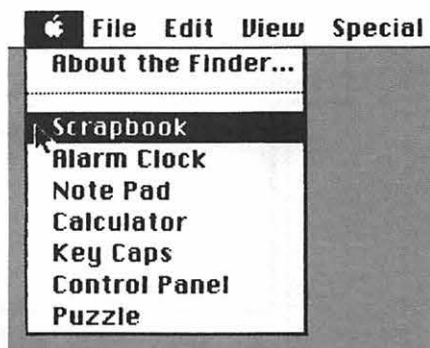 File Edit View Special
About the Finder...
Scrapbook
Alarm Clock
Note Pad
Calculator
Key Caps
Control Panel
Puzzle